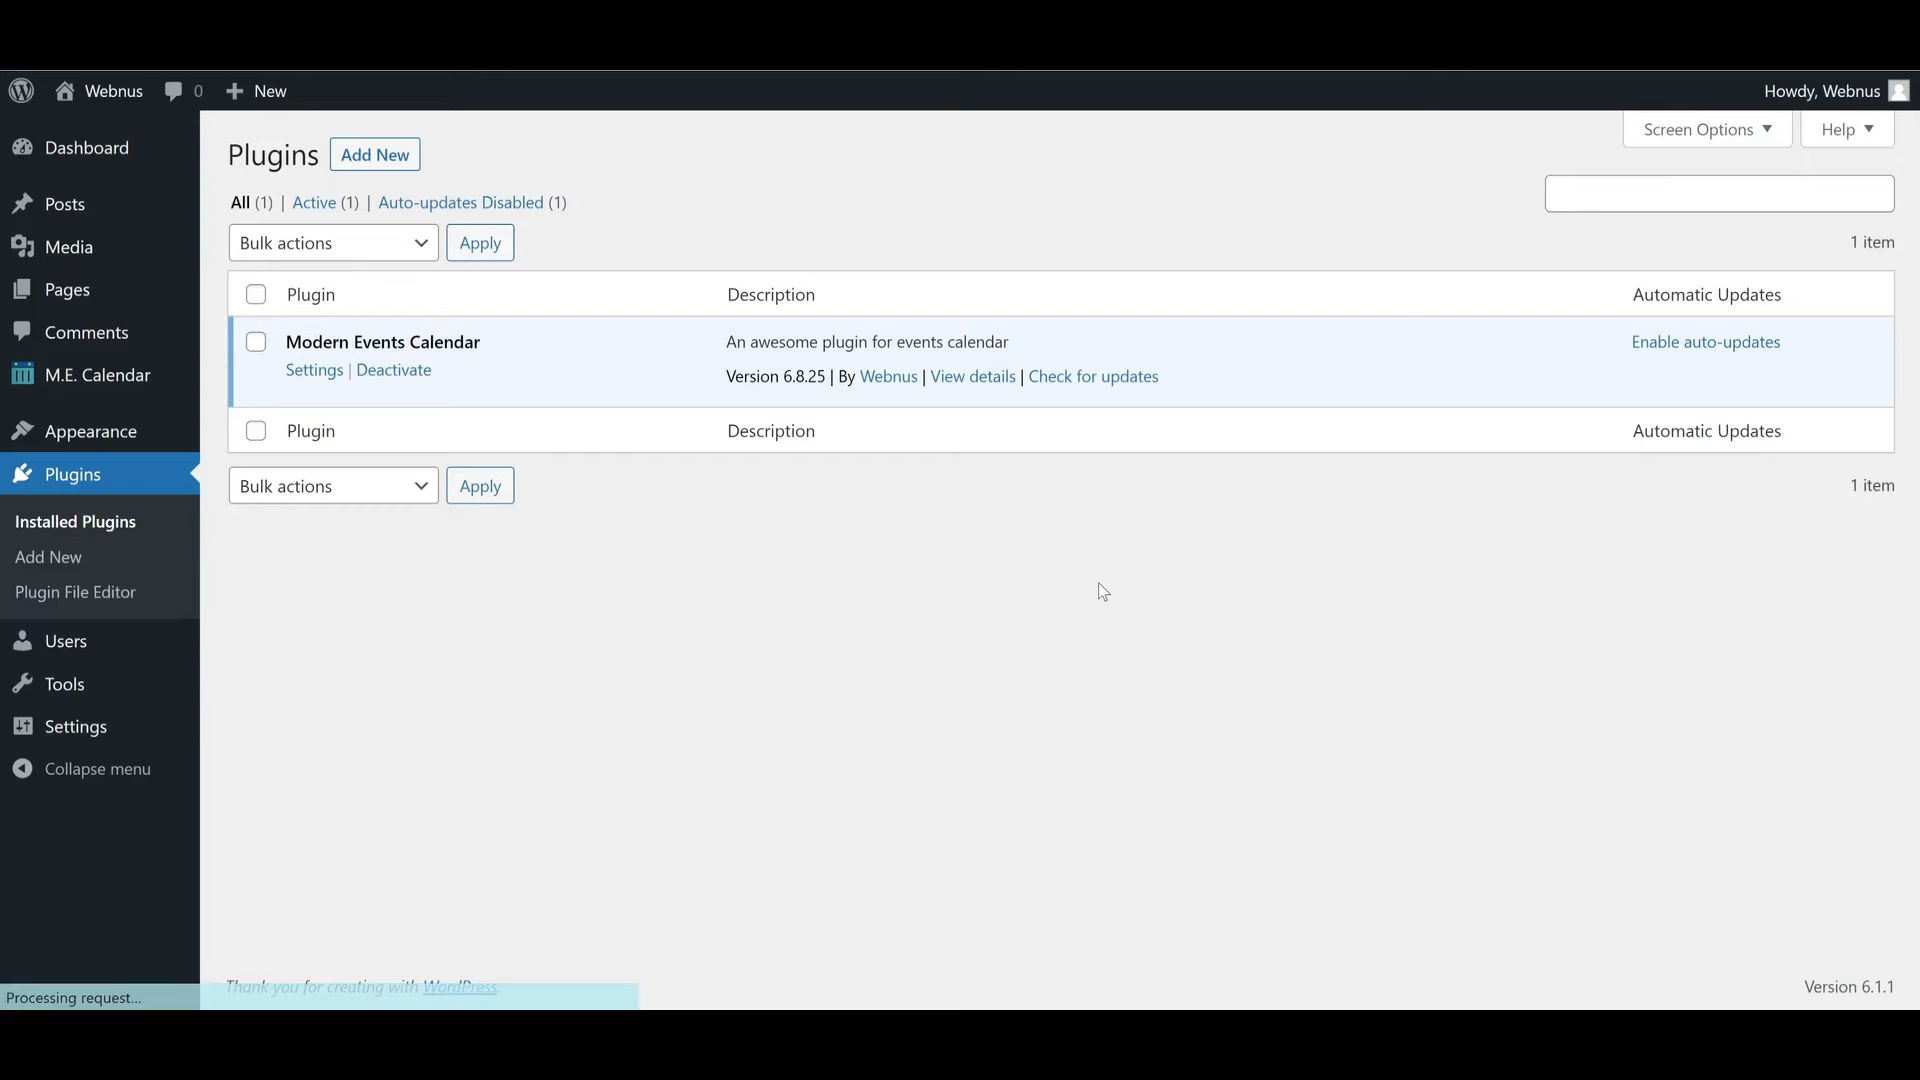 Webnus 0 New Howdy, Webnus
Screen Options Help
Dashboard
Posts
Media
Pages
Comments
M.E. Calendar
Appearance
Plugins
Installed Plugins
Add New
Plugin File Editor
Users
Tools
Settings
Collapse menu
Plugins Add New
All (1) | Active (1) | Auto-updates Disabled (1)
Bulk actions Apply 1 item
Plugin Description Automatic Updates
Modern Events Calendar An awesome plugin for events calendar Enable auto-updates
Settings | Deactivate Version 6.8.25 | By Webnus | View details | Check for updates
Plugin Description Automatic Updates
Bulk actions Apply 1 item
Thank you for creating with WordPress. Version 6.1.1
Processing request...